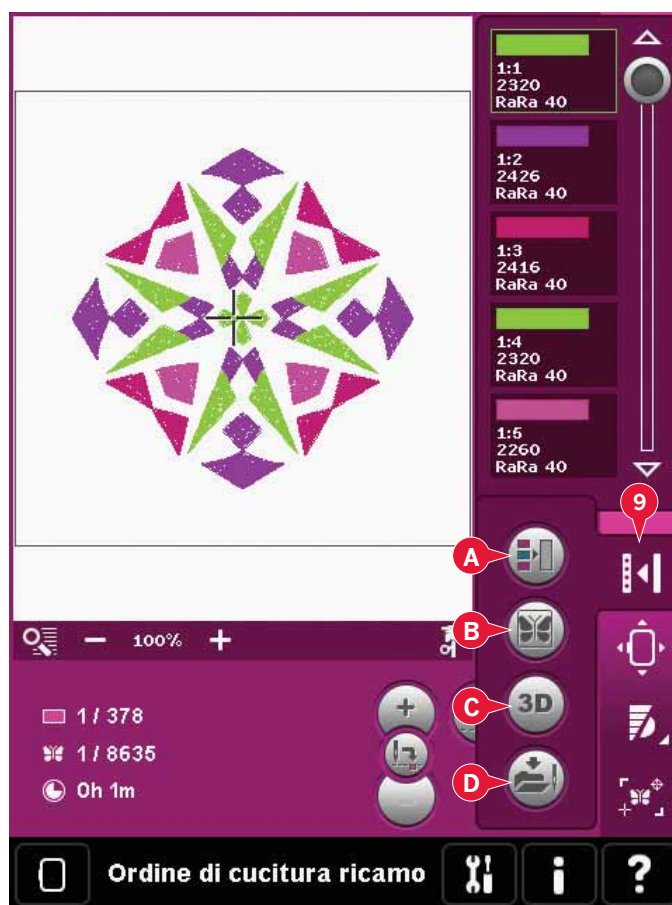 1:1
2320
RaRa 40
1:2
2426
RaRa 40
1:3
2416
RaRa 40
1:4
2320
RaRa 40
1:5
2260
RaRa 40
9
A
B
C
3D
D
100%
1 / 378
1 / 8635
0h 1m
Ordine di cucitura ricamo
i
?